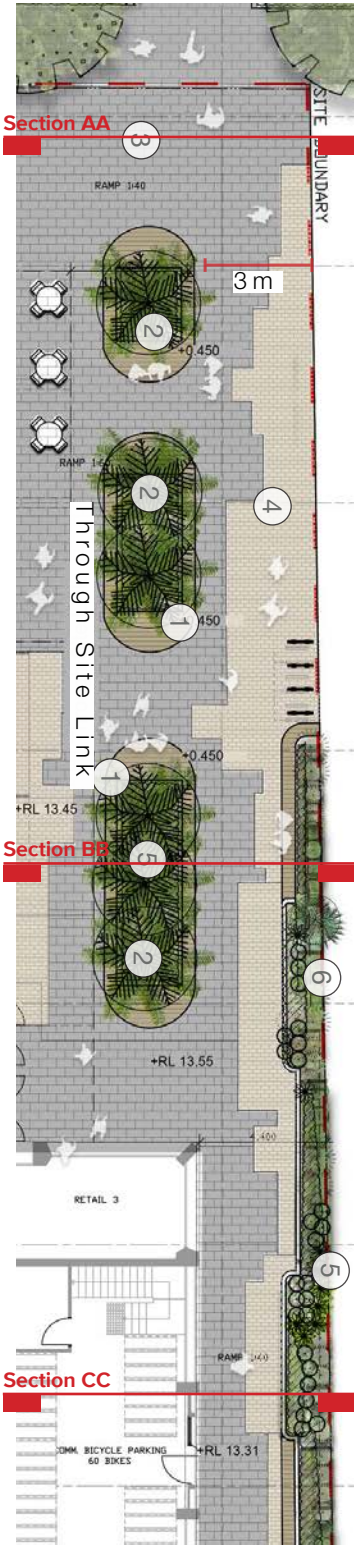 SITE BOUNDARY
Section AA
3
RAMP 1:40
3 m
2
+0.450
RAMP 1:60
2
4
Through Site Link
1
450
+0.450
1
+RL 13.45
Section BB
5
2
6
+RL 13.55
RETAIL 3
5
RAMP 1:40
Section CC
COMM. BICYCLE PARKING
60 BIKES
+RL 13.31